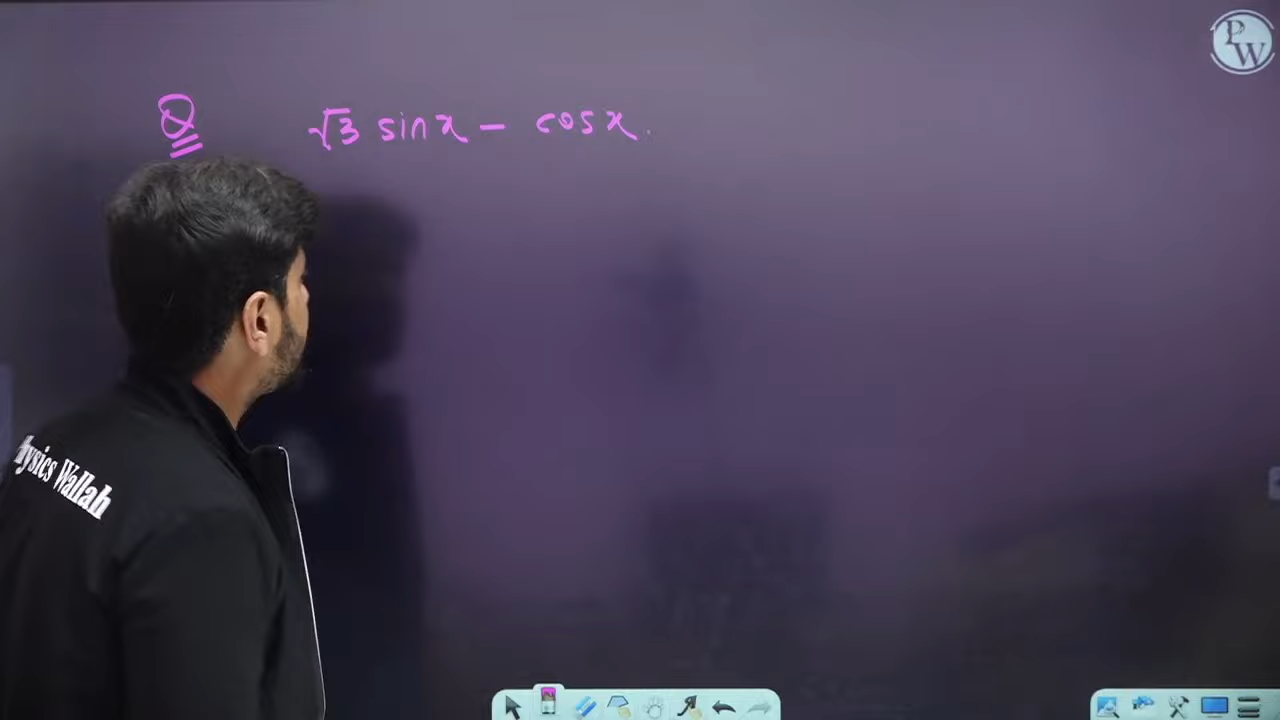 PW
Q √3 sinx - cosx.
Physics Wallah